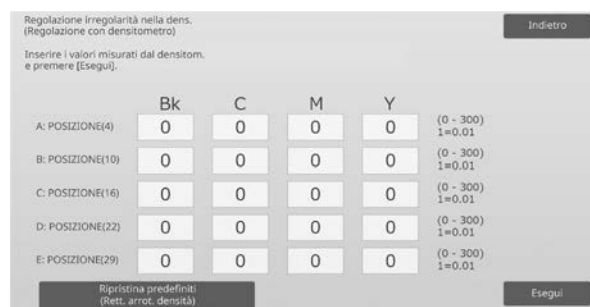 Regolazione irregolarità nella dens.
(Regolazione con densitometro)
Indietro
Inserire i valori misurati dal densitom.
e premere [Esegui].
Bk C M Y
A: POSIZIONE(4) 0 0 0 0 (0 - 300)
1=0.01
B: POSIZIONE(10) 0 0 0 0 (0 - 300)
1=0.01
C: POSIZIONE(16) 0 0 0 0 (0 - 300)
1=0.01
D: POSIZIONE(22) 0 0 0 0 (0 - 300)
1=0.01
E: POSIZIONE(29) 0 0 0 0 (0 - 300)
1=0.01
Ripristina predefiniti
(Rett. arrot. densità)
Esegui